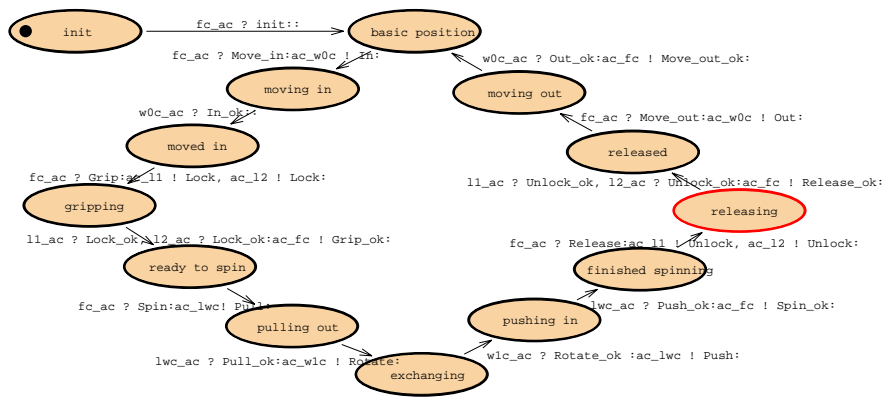 fc_ac ? init::
init
basic position
fc_ac ? Move_in:ac_w0c ! In:
w0c_ac ? Out_ok:ac_fc ! Move_out_ok:
moving in
moving out
w0c_ac ? In_ok::
fc_ac ? Move_out:ac_w0c ! Out:
moved in
released
fc_ac ? Grip:ac_l1 ! Lock, ac_l2 ! Lock:
l1_ac ? Unlock_ok, l2_ac ? Unlock_ok:ac_fc ! Release_ok:
gripping
releasing
l1_ac ? Lock_ok, l2_ac ? Lock_ok:ac_fc ! Grip_ok:
fc_ac ? Release:ac_l1 ! Unlock, ac_l2 ! Unlock:
ready to spin
finished spinning
fc_ac ? Spin:ac_lwc! Pull:
lwc_ac ? Push_ok:ac_fc ! Spin_ok:
pulling out
pushing in
lwc_ac ? Pull_ok:ac_w1c ! Rotate:
w1c_ac ? Rotate_ok :ac_lwc ! Push:
exchanging